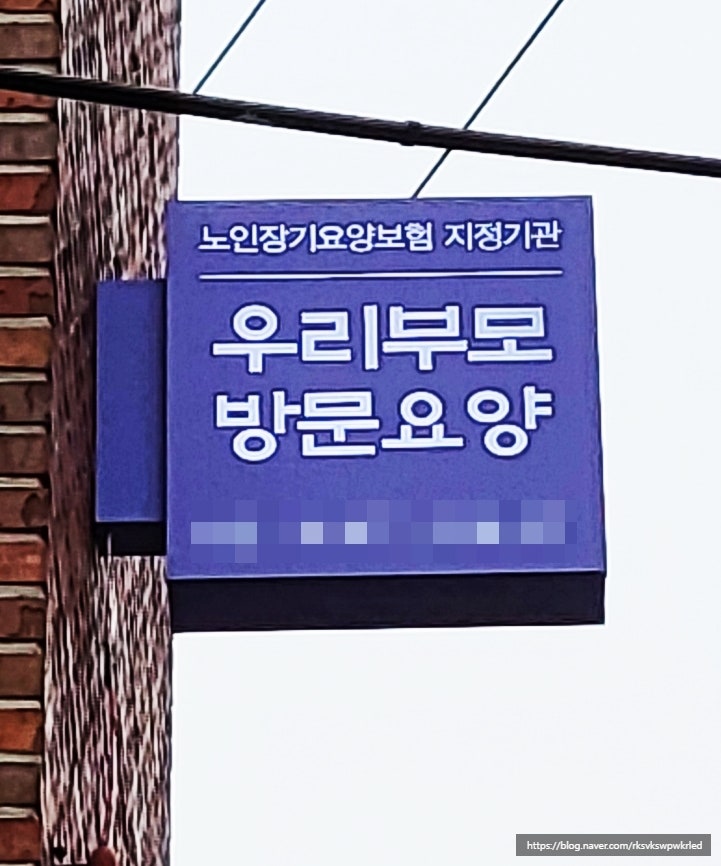 노인장기요양보험 지정기관
우리부모
방문요양
https://blog.naver.com/rksvkswpwkrled